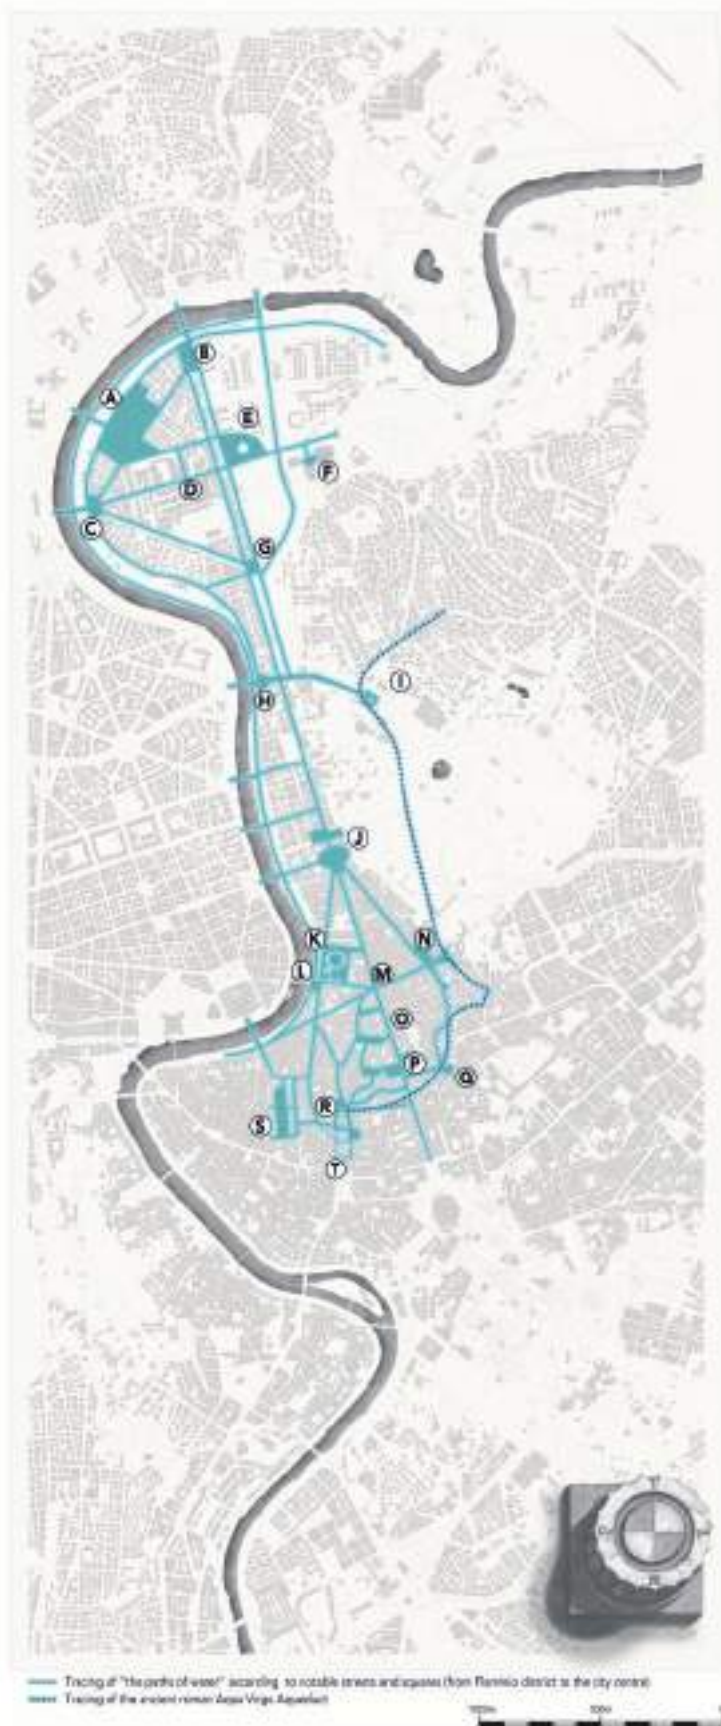 B
A
E
F
D
C
G
I
H
J
K
N
L
M
O
P
Q
R
S
T
Tracing of "the paths of water" according to notable streets and squares (from Flaminio district to the city centre)
Tracing of the ancient roman Aqua Virgo Aqueduct
500m